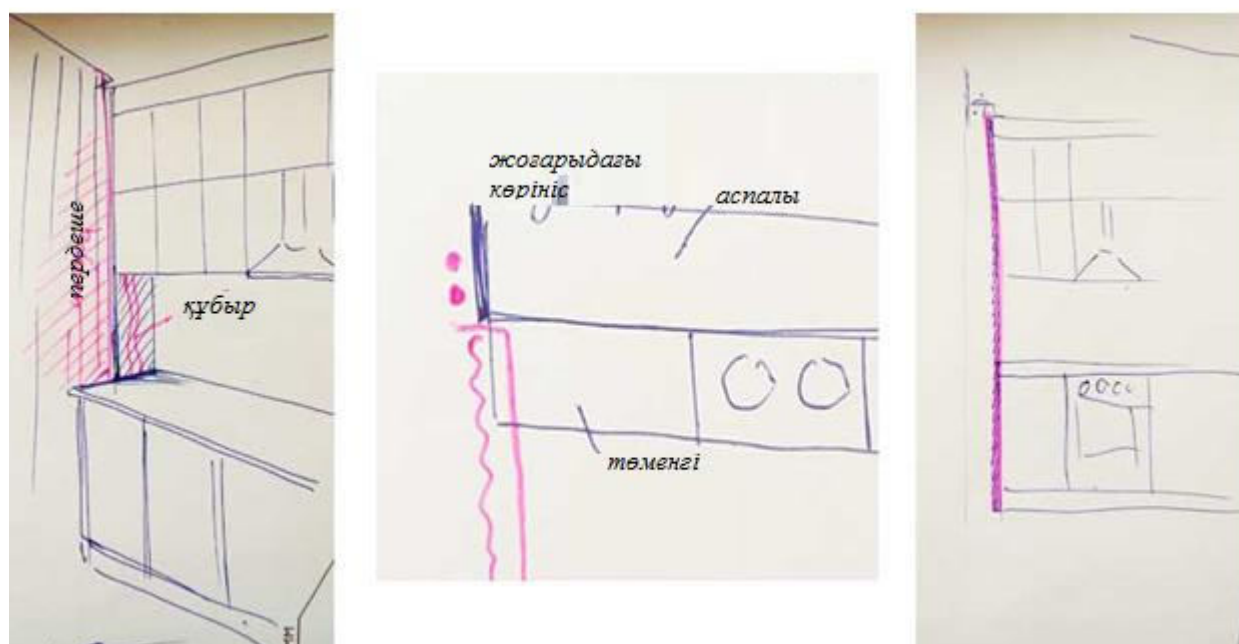 пердеше
құбыр
жоғарыдағы
көрініс
аспалы
төменгі